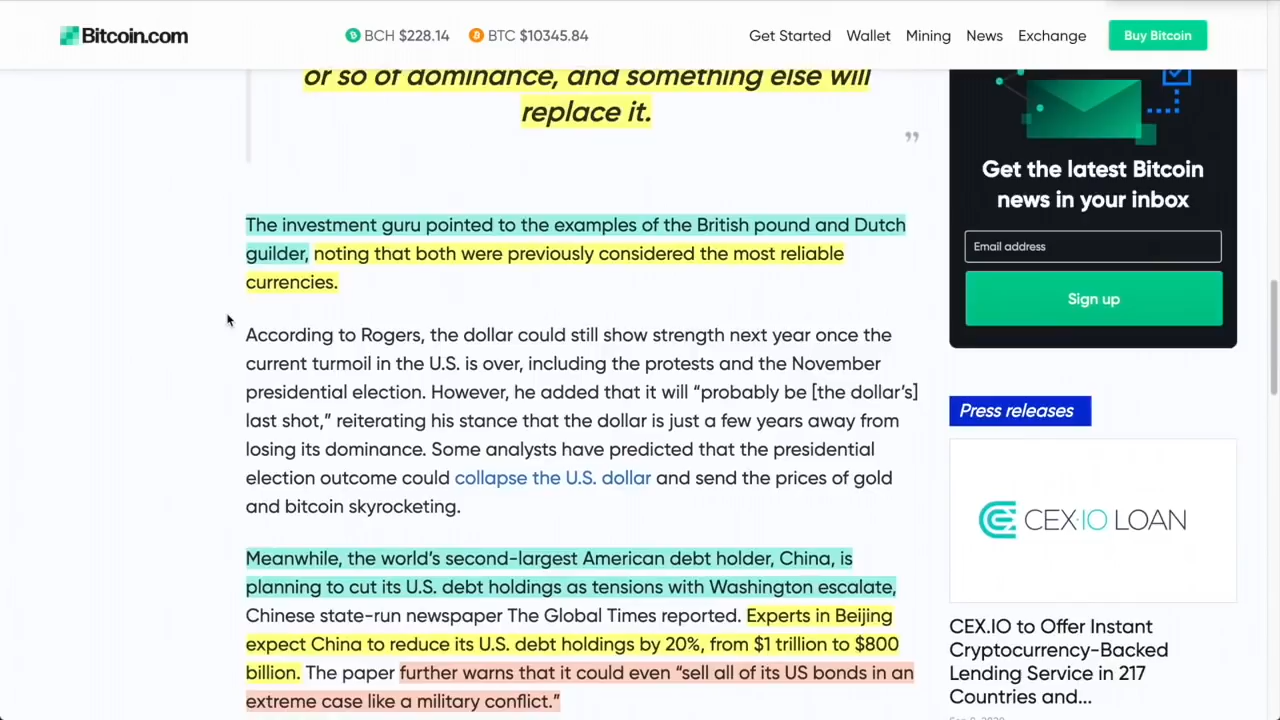 Bitcoin.com
BCH $228.14
BTC $10345.84
Get Started
Wallet
Mining
News
Exchange
Buy Bitcoin
or so of dominance, and something else will
replace it.
”
The investment guru pointed to the examples of the British pound and Dutch
guilder, noting that both were previously considered the most reliable
currencies.
According to Rogers, the dollar could still show strength next year once the
current turmoil in the U.S. is over, including the protests and the November
presidential election. However, he added that it will “probably be [the dollar’s]
last shot,” reiterating his stance that the dollar is just a few years away from
losing its dominance. Some analysts have predicted that the presidential
election outcome could collapse the U.S. dollar and send the prices of gold
and bitcoin skyrocketing.
Meanwhile, the world’s second-largest American debt holder, China, is
planning to cut its U.S. debt holdings as tensions with Washington escalate,
Chinese state-run newspaper The Global Times reported. Experts in Beijing
expect China to reduce its U.S. debt holdings by 20%, from $1 trillion to $800
billion. The paper further warns that it could even “sell all of its US bonds in an
extreme case like a military conflict.”
Get the latest Bitcoin
news in your inbox
Email address
Sign up
Press releases
CEX.IO LOAN
CEX.IO to Offer Instant
Cryptocurrency-Backed
Lending Service in 217
Countries and...